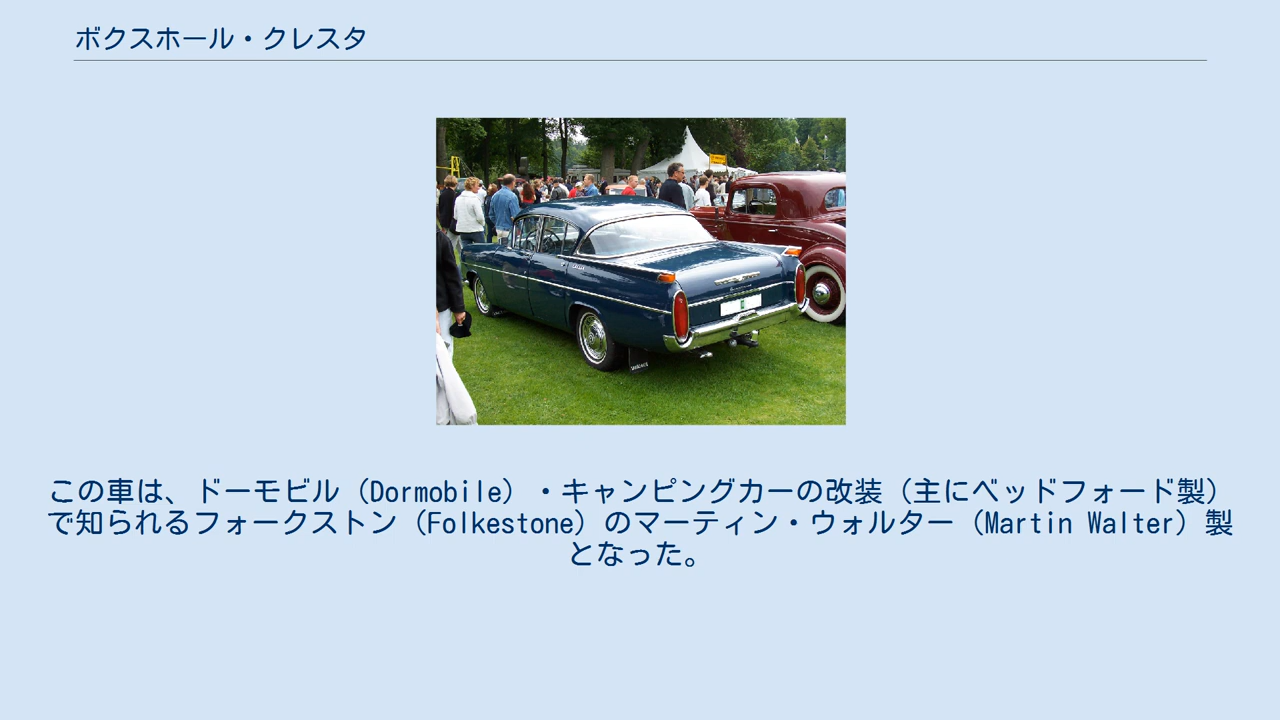 ボクスホール・クレスタ
この車は、ドーモビル（Dormobile）・キャンピングカーの改装（主にベッドフォード製）
で知られるフォークストン（Folkestone）のマーティン・ウォルター（Martin Walter）製
となった。